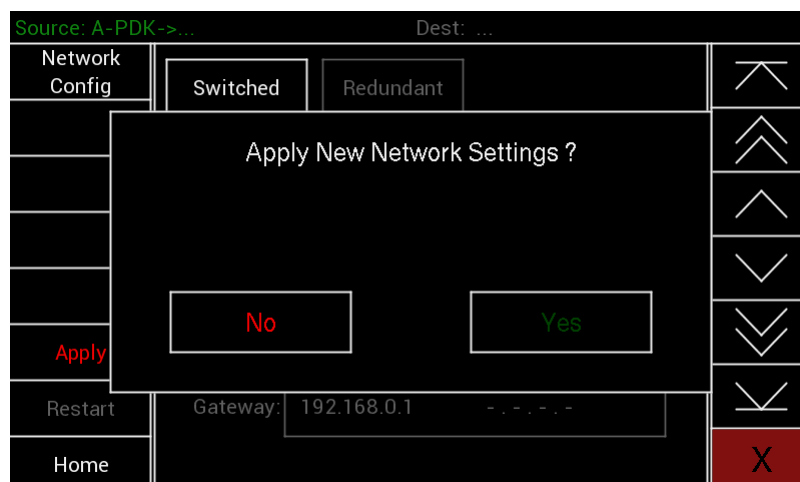 Source: A-PDK->... Dest: ...
Network
Config
Switched Redundant
Apply New Network Settings ?
No Yes
Apply
Restart Gateway: 192.168.0.1 -.-.-.-
Home X